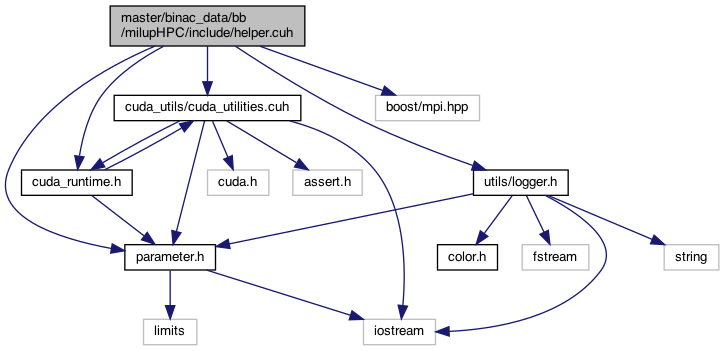 master/binac_data/bb
/milupHPC/include/helper.cuh
cuda_utils/cuda_utilities.cuh
boost/mpi.hpp
cuda_runtime.h
cuda.h
assert.h
utils/logger.h
parameter.h
color.h
fstream
string
limits
iostream